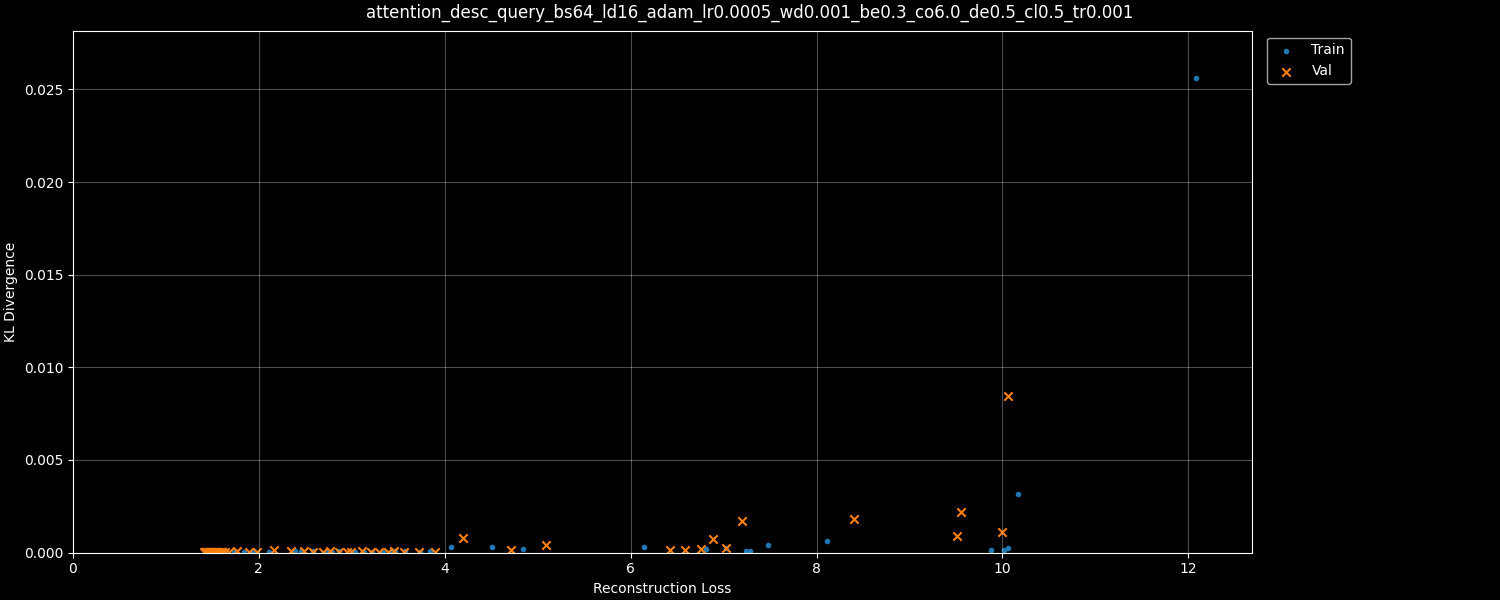 attention_desc_query_bs64_ld16_adam_lr0.0005_wd0.001_be0.3_co6.0_de0.5_cl0.5_tr0.001
Train
Val
KL Divergence
0.025
0.020
0.015
0.010
0.005
0.000
0 2 4 6 8 10 12
Reconstruction Loss